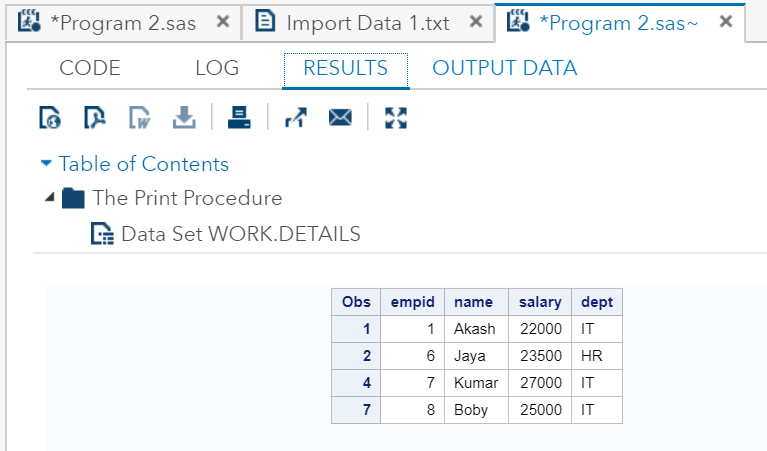 *Program 2.sas × Import Data 1.txt × *Program 2.sas~ ×
CODE LOG RESULTS OUTPUT DATA
Table of Contents
The Print Procedure
Data Set WORK.DETAILS
Obs empid name salary dept
1 1 Akash 22000 IT
2 6 Jaya 23500 HR
4 7 Kumar 27000 IT
7 8 Boby 25000 IT